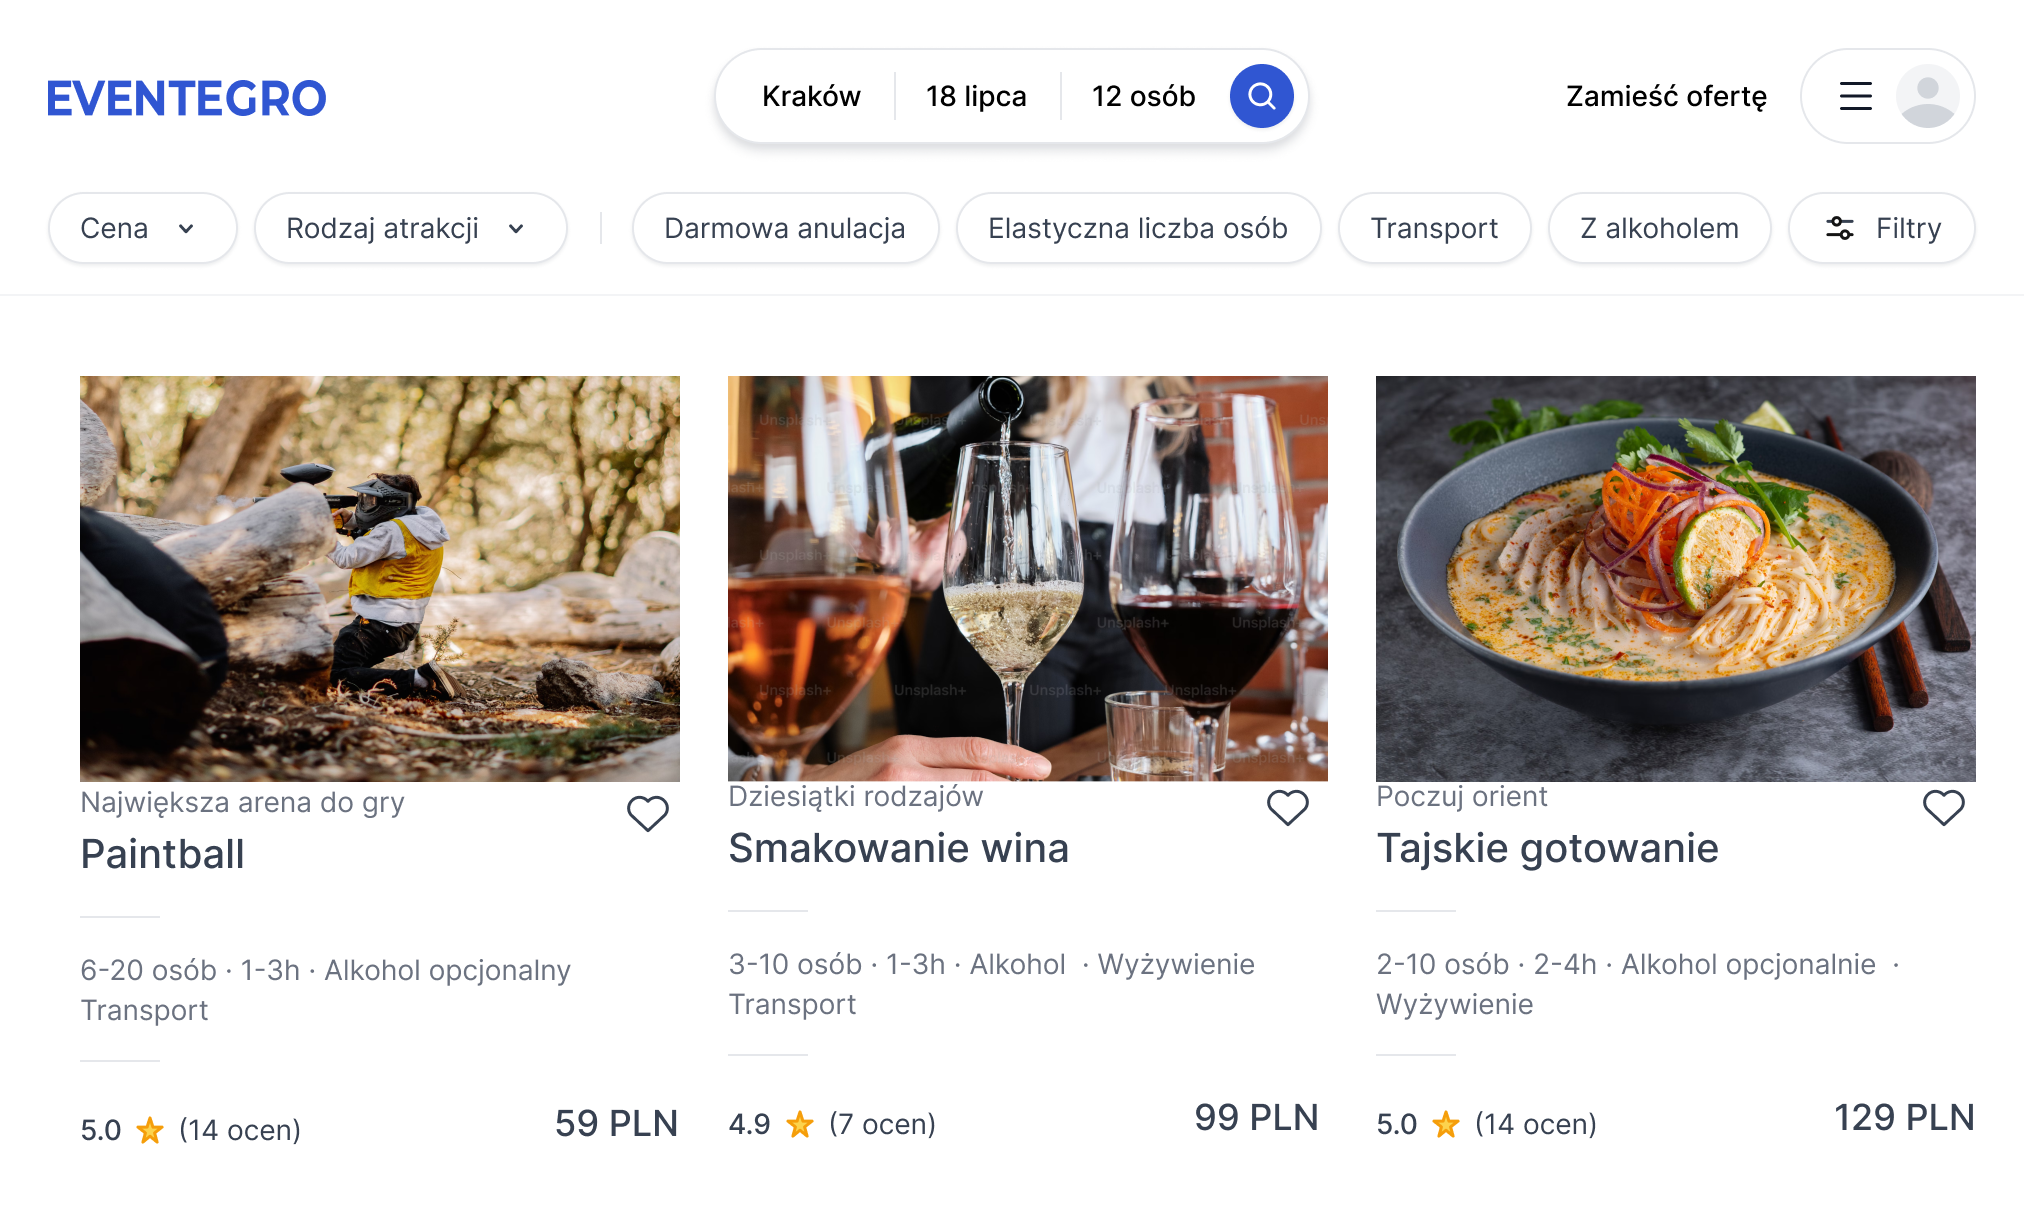 EVENTEGRO
Kraków
18 lipca
12 osób
Zamieść ofertę
Cena
Rodzaj atrakcji
Darmowa anulacja
Elastyczna liczba osób
Transport
Z alkoholem
Filtry
Największa arena do gry
Paintball
6-20 osób · 1-3h · Alkohol opcjonalny
Transport
5.0 (14 ocen)
59 PLN
Unsplash+
Dziesiątki rodzajów
Smakowanie wina
3-10 osób · 1-3h · Alkohol · Wyżywienie
Transport
4.9 (7 ocen)
99 PLN
Poczuj orient
Tajskie gotowanie
2-10 osób · 2-4h · Alkohol opcjonalnie ·
Wyżywienie
5.0 (14 ocen)
129 PLN